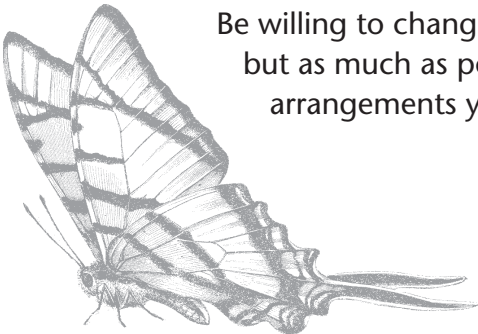 Be willing to chang
but as much as po
arrangements y